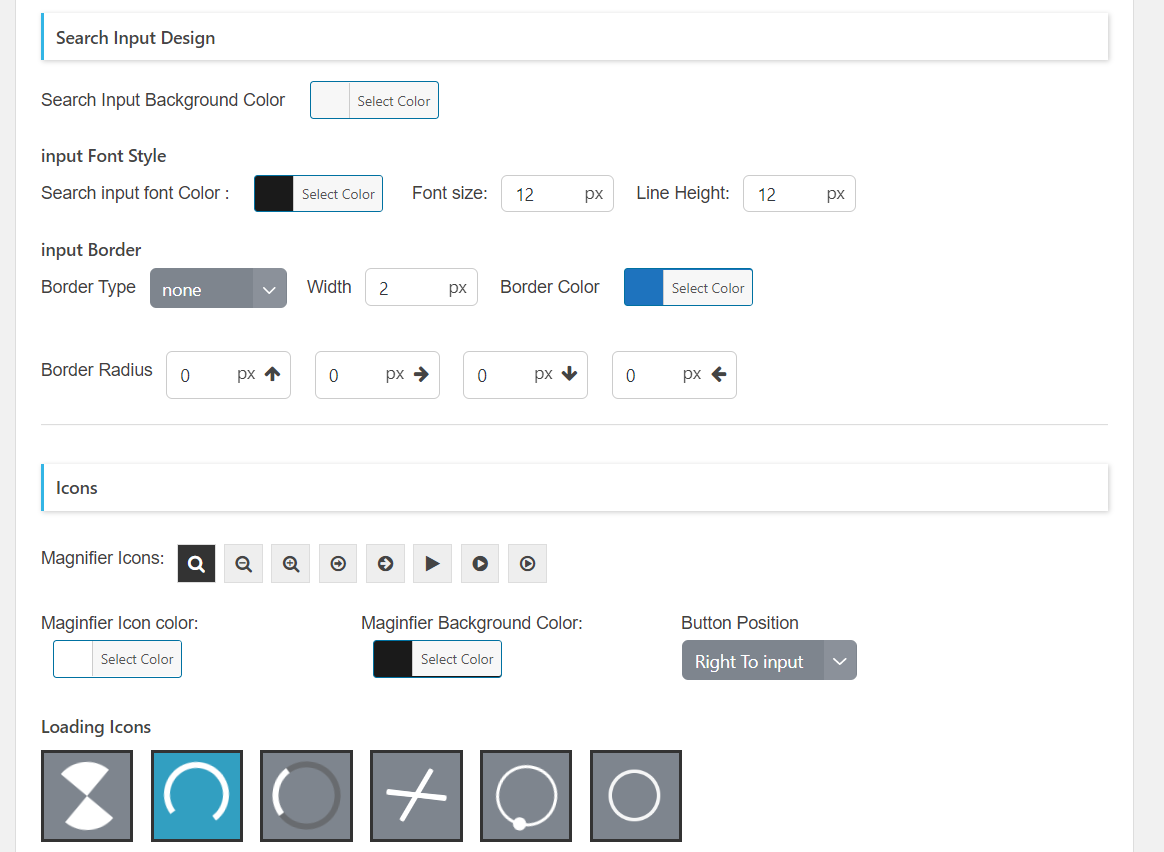 Search Input Design
Search Input Background Color Select Color
input Font Style
Search input font Color : Select Color Font size: 12 px Line Height: 12 px
input Border
Border Type none Width 2 px Border Color Select Color
Border Radius 0 px 0 px 0 px 0 px
Icons
Magnifier Icons:
Maginfier Icon color: Maginfier Background Color: Button Position
Select Color Select Color Right To input
Loading Icons